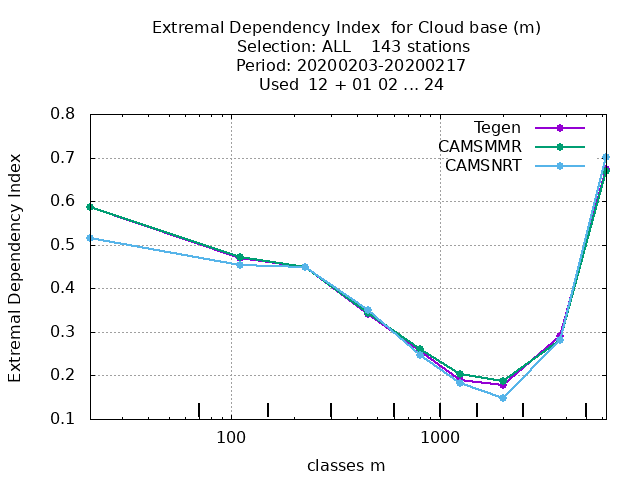 Extremal Dependency Index  for Cloud base (m)
Selection: ALL    143 stations
Period: 20200203-20200217
Used  12 + 01 02 ... 24
Tegen
CAMSMMR
CAMSNRT
Extremal Dependency Index
0.8
0.7
0.6
0.5
0.4
0.3
0.2
0.1
100
1000
classes m